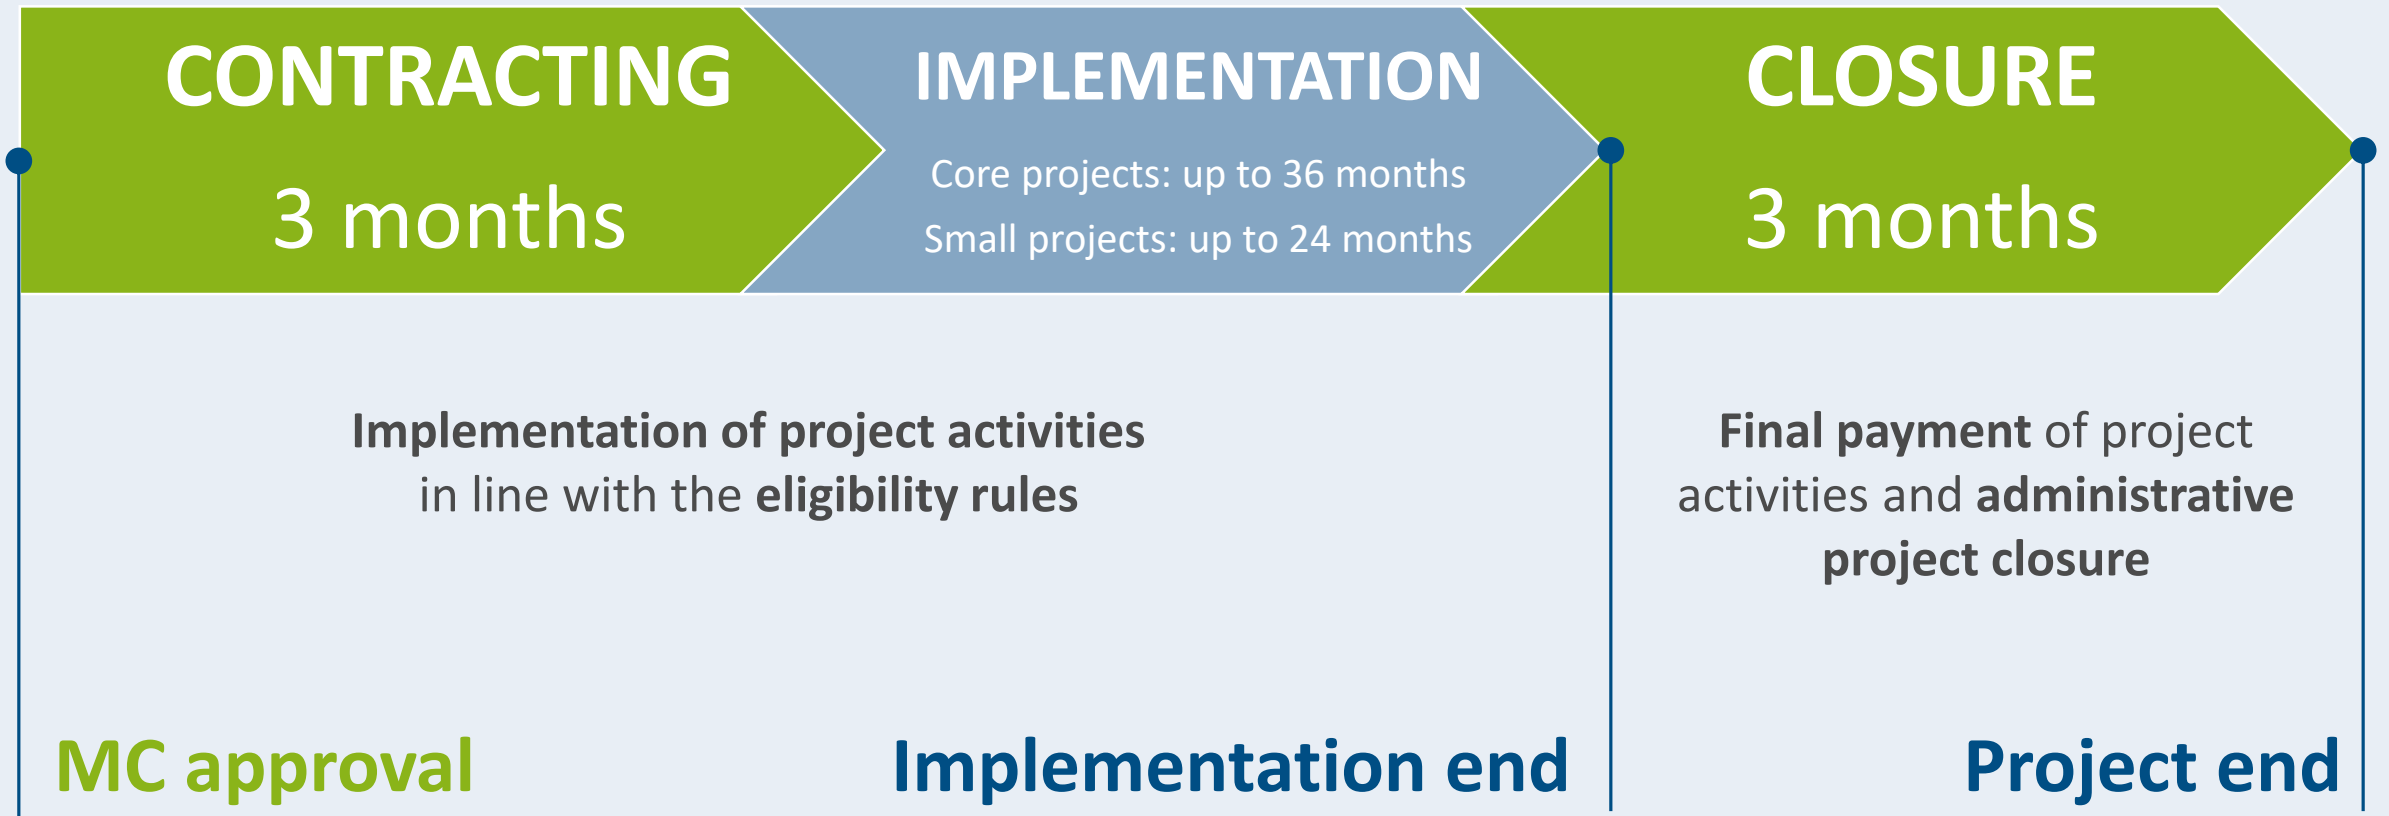 CONTRACTING
3 months
IMPLEMENTATION
Core projects: up to 36 months
Small projects: up to 24 months
CLOSURE
3 months
Implementation of project activities
in line with the eligibility rules
Final payment of project
activities and administrative
project closure
MC approval
Implementation end
Project end